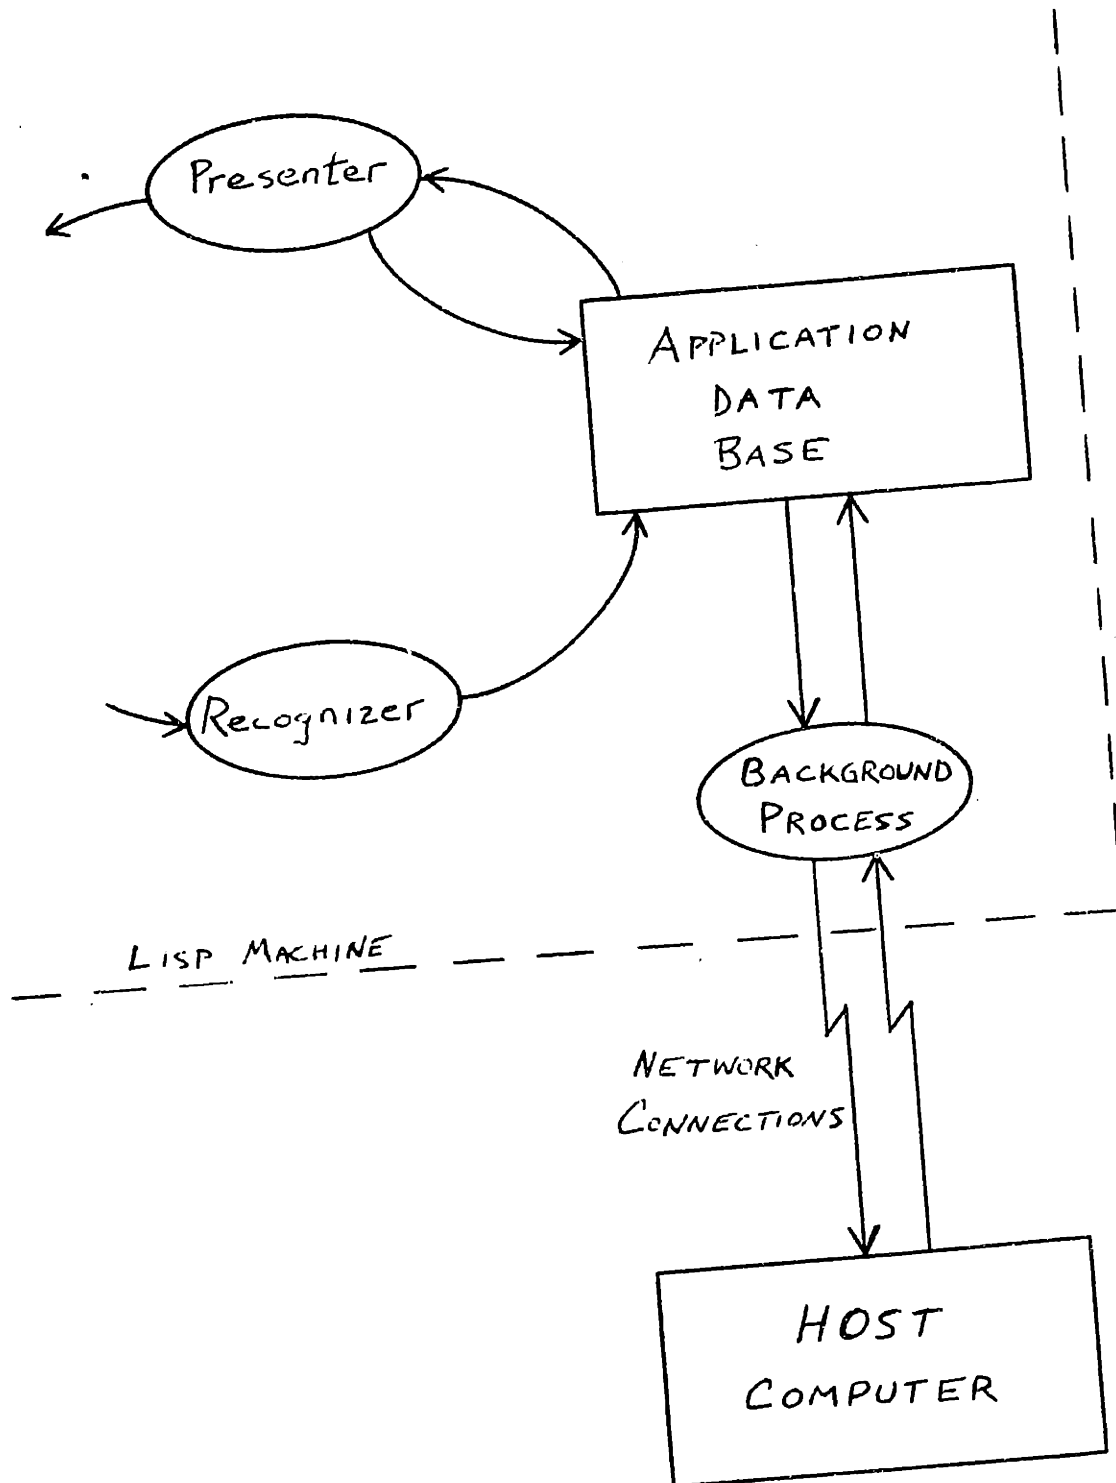 Presenter
APPLICATION
DATA
BASE
Recognizer
BACKGROUND
PROCESS
LISP MACHINE
NETWORK
CONNECTIONS
HOST
COMPUTER